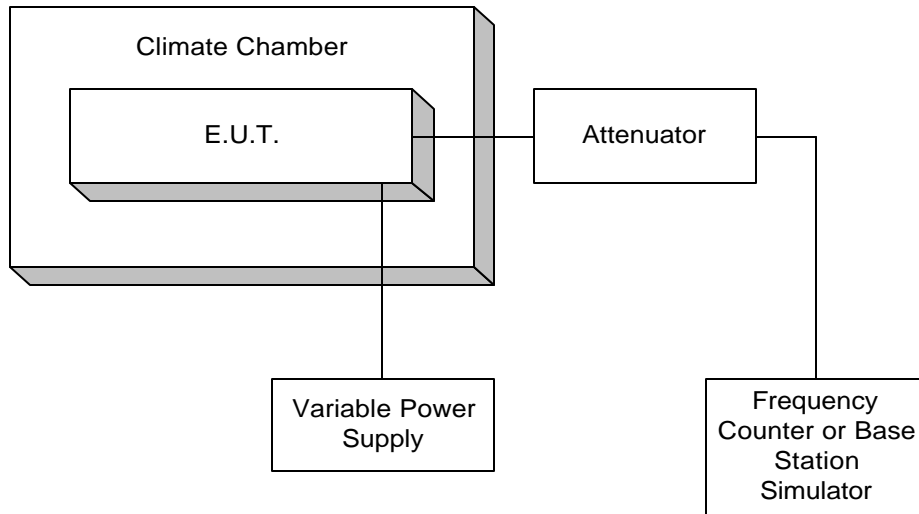 Climate Chamber
E.U.T.
Attenuator
Variable Power
Supply
Frequency
Counter or Base
Station
Simulator